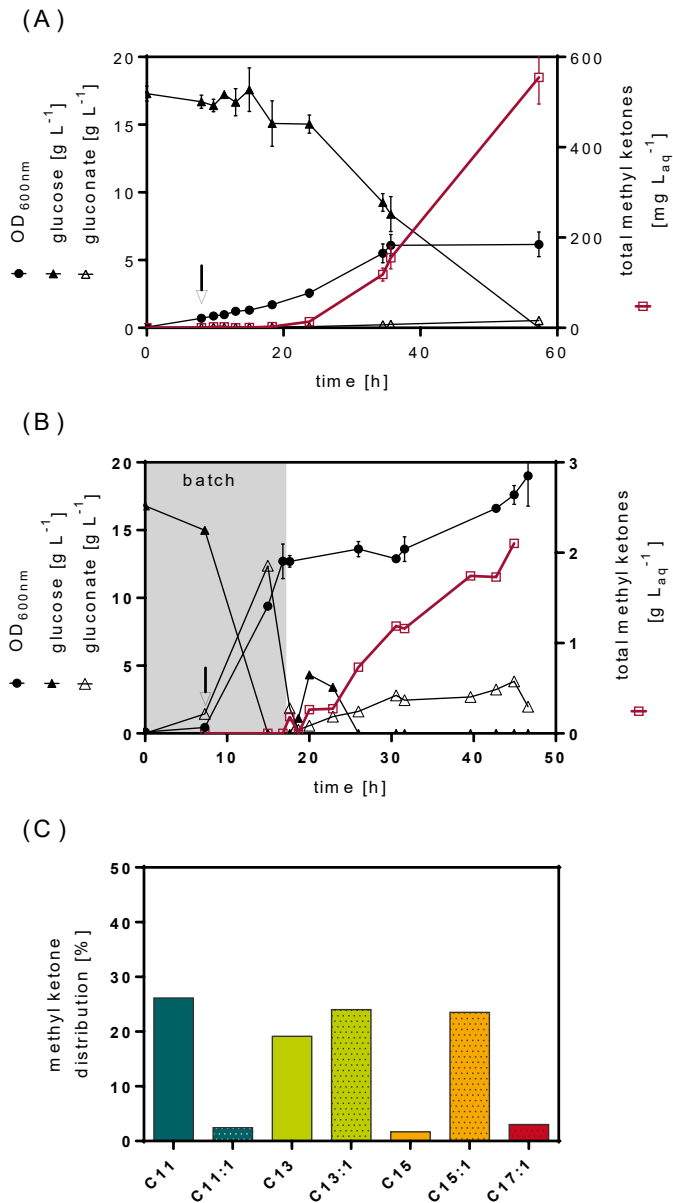 (A)
OD600nm
glucose [g L-1]
gluconate [g L-1]
20
15
10
5
0
600
400
200
0
total methyl ketones
[mg Laq-1]
0 20 40 60
time [h]
(B)
batch
OD600nm
glucose [g L-1]
gluconate [g L-1]
20
15
10
5
0
3
2
1
0
total methyl ketones
[g Laq-1]
0 10 20 30 40 50
time [h]
(C)
methyl ketone
distribution [%]
50
40
30
20
10
0
C11 C11:1 C13 C13:1 C15 C15:1 C17:1